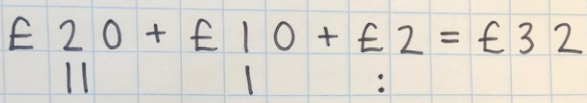 £20 + £10 + £2 = £32
|| | :